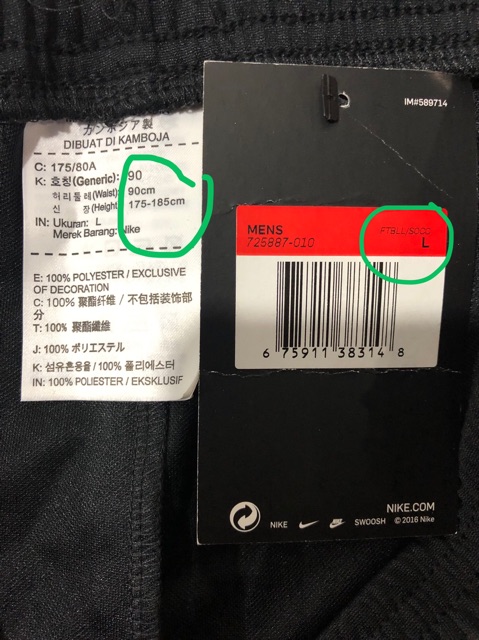 カンボジア製
DIBUAT DI KAMBOJA
C: 175/80A
K: 호칭(Generic): 90
허리둘레(Waist): 90cm
신 장(Height): 175-185cm
IN: Ukuran: L
Merek Barang: Nike
E: 100% POLYESTER / EXCLUSIVE
OF DECORATION
C: 100% 聚酯纤维 / 不包括装饰部
分
T: 100% 聚酯纖維
J: 100% ポリエステル
K: 섬유혼용율 / 100% 폴리에스터
IN: 100% POLIESTER / EKSKLUSIF
IM#589714
MENS
725887-010
FTBLL/SOCC
L
6 75911 38314 8
NIKE.COM
NIKE SWOOSH © 2016 Nike